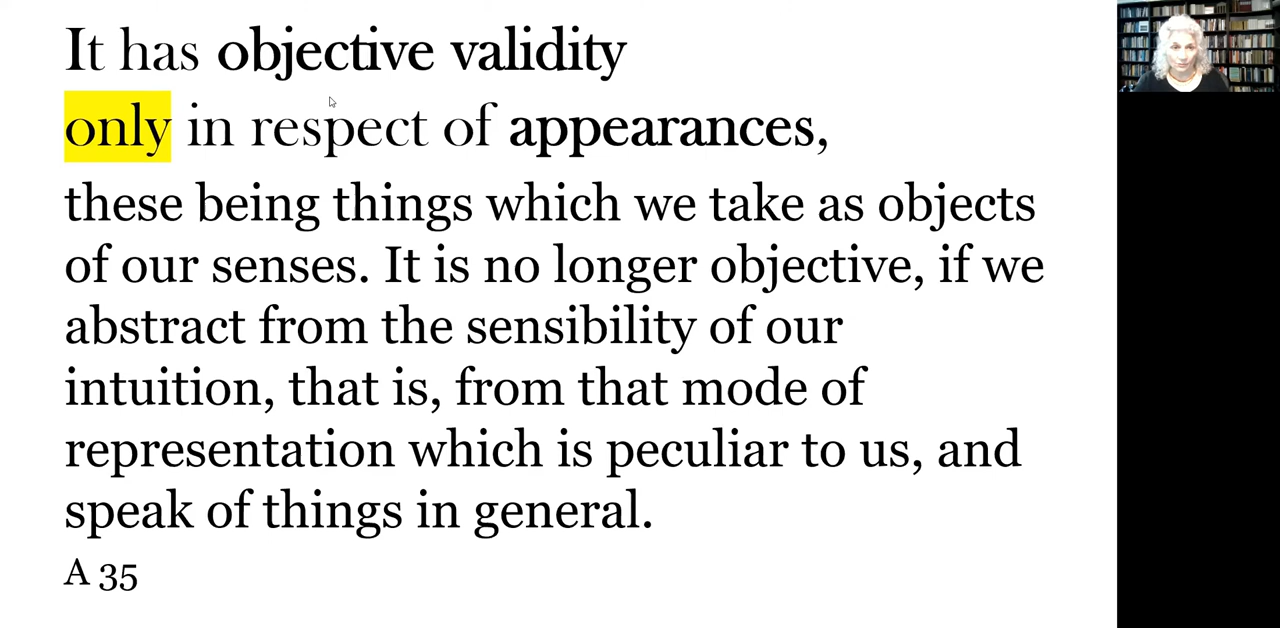 It has objective validity
only in respect of appearances,
these being things which we take as objects
of our senses. It is no longer objective, if we
abstract from the sensibility of our
intuition, that is, from that mode of
representation which is peculiar to us, and
speak of things in general.
A 35